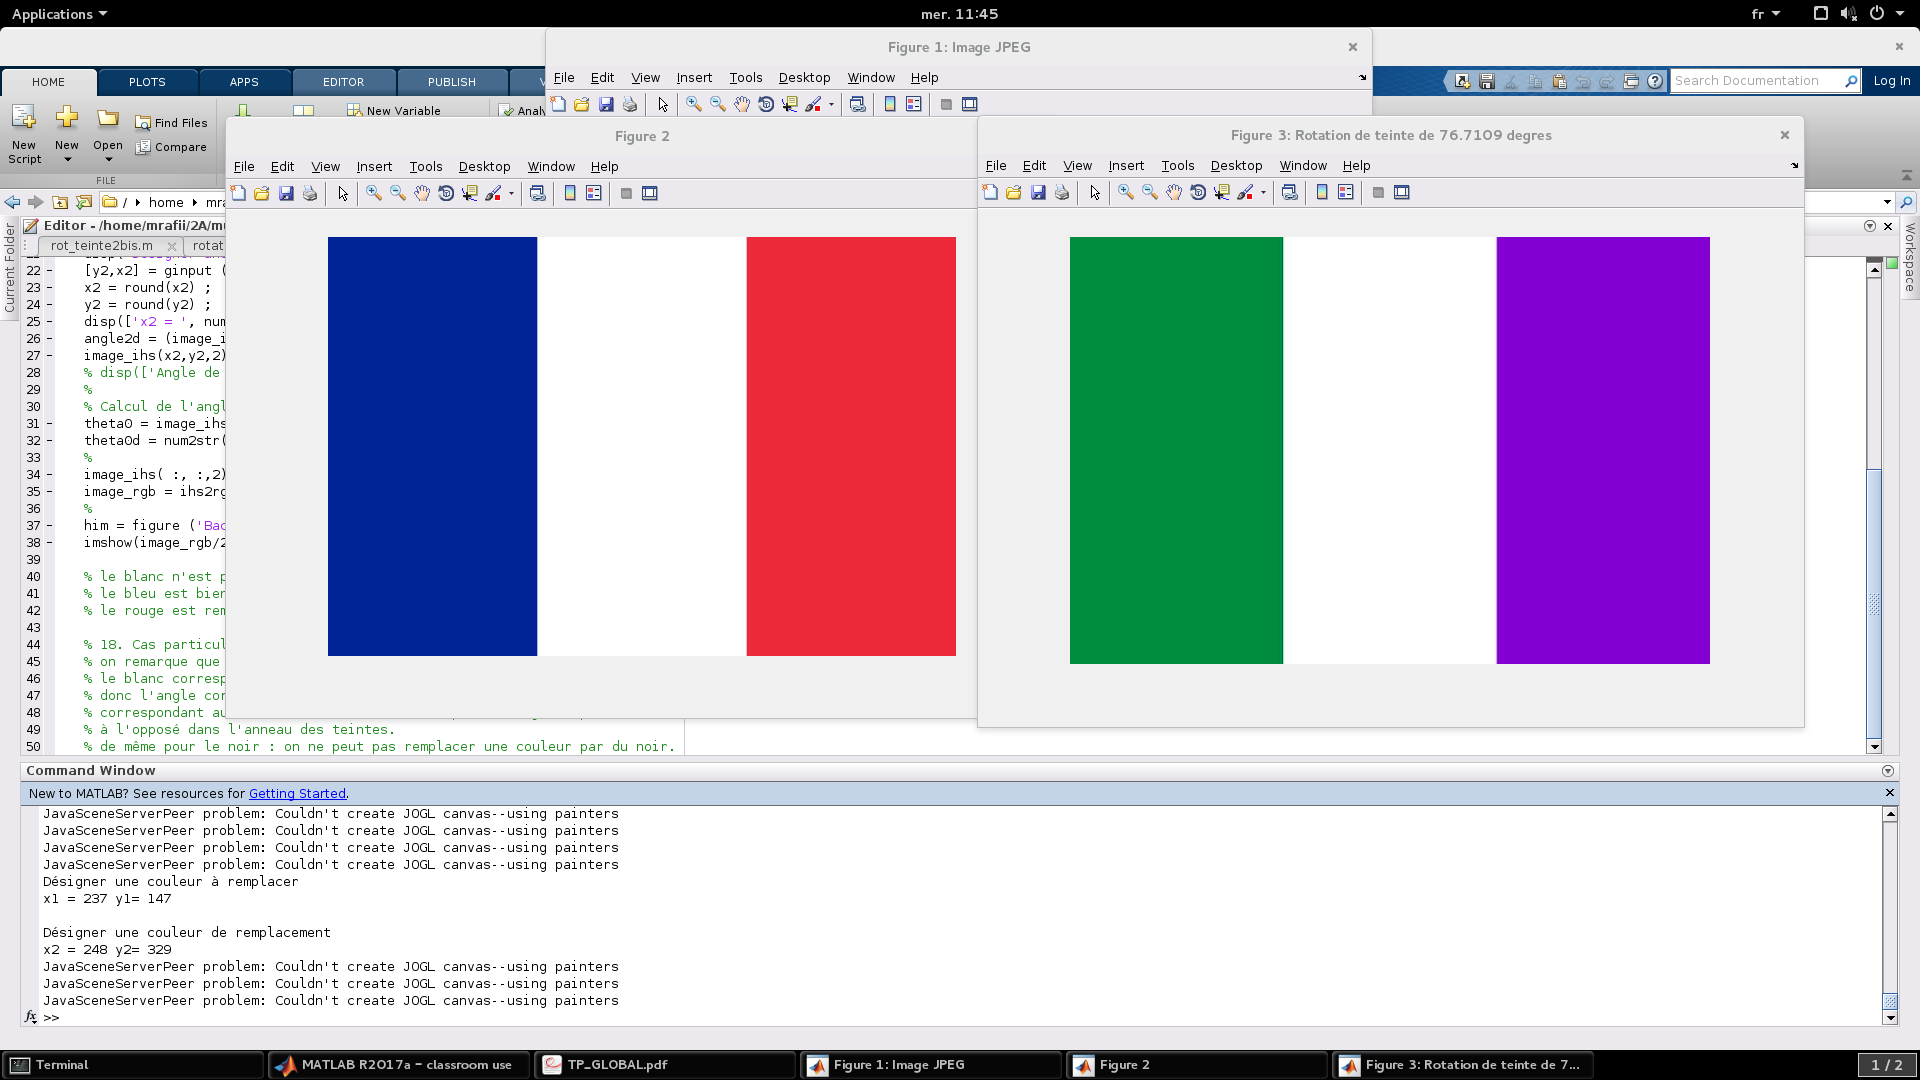 Applications
mer. 11:45
fr
Figure 1: Image JPEG
File Edit View Insert Tools Desktop Window Help
HOME PLOTS APPS EDITOR PUBLISH V
Search Documentation
Log In
New Script
New
Open
Find Files
Compare
New Variable
Analy
FILE
/ home mra
Current Folder
Workspace
Editor - /home/mrafii/2A/mu
rot_teinte2bis.m
rotat
22 - [y2,x2] = ginput (
23 - x2 = round(x2) ;
24 - y2 = round(y2) ;
25 - disp(['x2 = ', num
26 - angle2d = (image_i
27 - image_ihs(x2,y2,2)
28 % disp(['Angle de
29 %
30 % Calcul de l'angl
31 - theta0 = image_ihs
32 - theta0d = num2str(
33 %
34 - image_ihs( :, :,2)
35 - image_rgb = ihs2rg
36 %
37 - him = figure ('Bac
38 - imshow(image_rgb/2
39
40 % le blanc n'est p
41 % le bleu est bien
42 % le rouge est rem
43
44 % 18. Cas particul
45 % on remarque que
46 % le blanc corresp
47 % donc l'angle cor
48 % correspondant au
49 % à l'opposé dans l'anneau des teintes.
50 % de même pour le noir : on ne peut pas remplacer une couleur par du noir.
Figure 2
File Edit View Insert Tools Desktop Window Help
Figure 3: Rotation de teinte de 76.7109 degres
File Edit View Insert Tools Desktop Window Help
Command Window
New to MATLAB? See resources for Getting Started.
JavaSceneServerPeer problem: Couldn't create JOGL canvas--using painters
JavaSceneServerPeer problem: Couldn't create JOGL canvas--using painters
JavaSceneServerPeer problem: Couldn't create JOGL canvas--using painters
JavaSceneServerPeer problem: Couldn't create JOGL canvas--using painters
Désigner une couleur à remplacer
x1 = 237 y1= 147
Désigner une couleur de remplacement
x2 = 248 y2= 329
JavaSceneServerPeer problem: Couldn't create JOGL canvas--using painters
JavaSceneServerPeer problem: Couldn't create JOGL canvas--using painters
JavaSceneServerPeer problem: Couldn't create JOGL canvas--using painters
fx >>
Terminal
MATLAB R2017a - classroom use
TP_GLOBAL.pdf
Figure 1: Image JPEG
Figure 2
Figure 3: Rotation de teinte de 7...
1 / 2